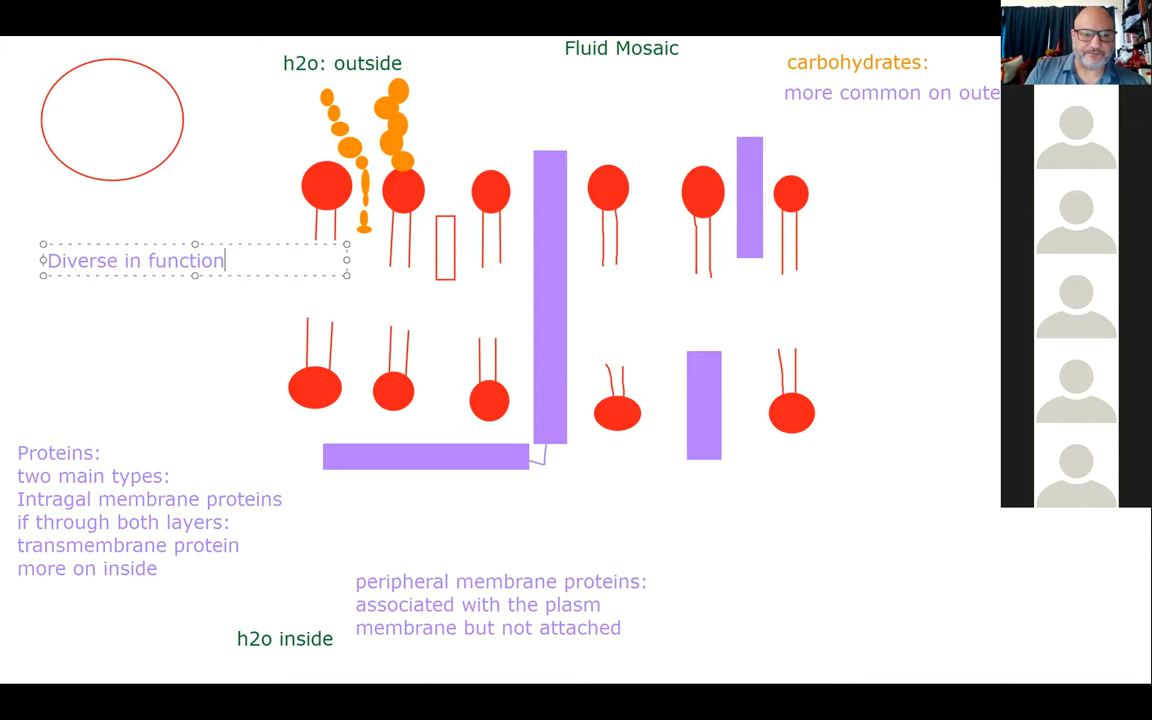 Fluid Mosaic
h2o: outside
carbohydrates:
more common on oute
Diverse in function
Proteins:
two main types:
Intragal membrane proteins
if through both layers:
transmembrane protein
more on inside
peripheral membrane proteins:
associated with the plasm
membrane but not attached
h2o inside